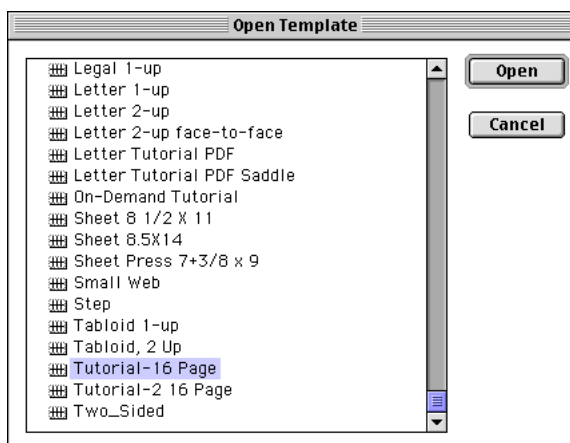 Open Template
Legal 1-up
Letter 1-up
Letter 2-up
Letter 2-up face-to-face
Letter Tutorial PDF
Letter Tutorial PDF Saddle
On-Demand Tutorial
Sheet 8 1/2 X 11
Sheet 8.5X14
Sheet Press 7+3/8 x 9
Small Web
Step
Tabloid 1-up
Tabloid, 2 Up
Tutorial-16 Page
Tutorial-2 16 Page
Two_Sided
Open
Cancel